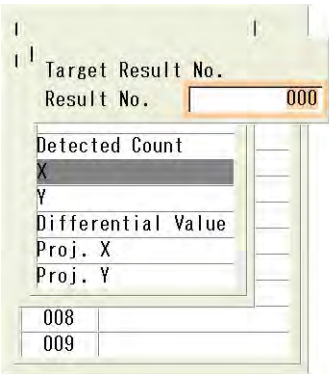 Target Result No.
Result No. 000
Detected Count
X
Y
Differential Value
Proj. X
Proj. Y
008
009